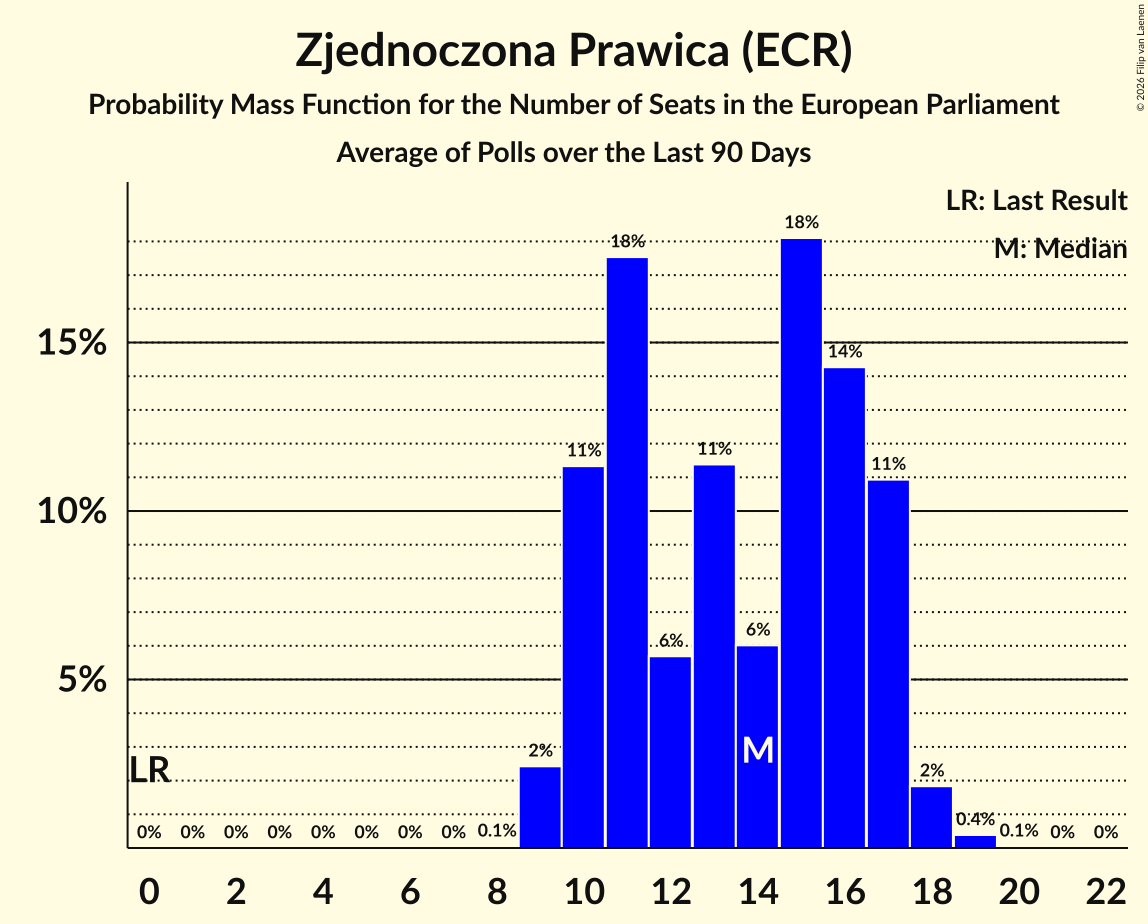 Zjednoczona Prawica (ECR)
Probability Mass Function for the Number of Seats in the European Parliament
Average of Polls over the Last 90 Days
© 2026 Filip van Laenen
LR: Last Result
M: Median
18%
18%
15%
14%
11%
11%
11%
10%
6%
6%
5%
M
2%
LR
2%
0% 0% 0% 0% 0% 0% 0% 0% 0.1% 0.4% 0.1% 0% 0%
0 2 4 6 8 10 12 14 16 18 20 22